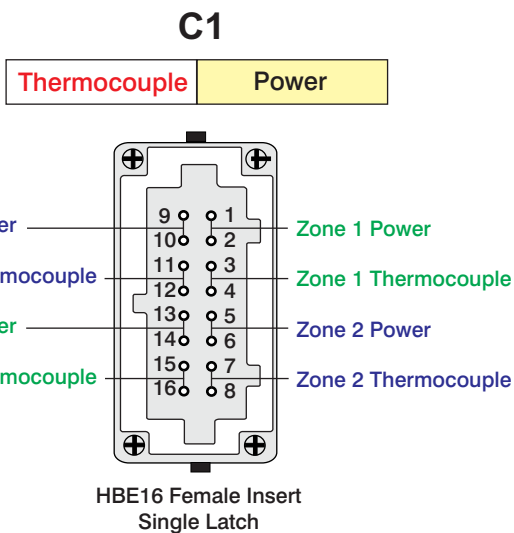 C1
Thermocouple Power
9 1
10 2
Zone 1 Power
11 3
12 4
Zone 1 Thermocouple
13 5
14 6
Zone 2 Power
15 7
16 8
Zone 2 Thermocouple
HBE16 Female Insert
Single Latch